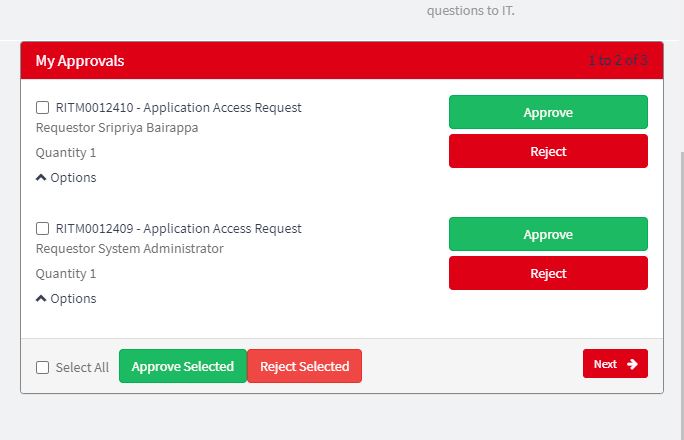 questions to IT.
My Approvals 1 to 2 of 3
RITM0012410 - Application Access Request
Requestor Sripriya Bairappa
Quantity 1
Options
Approve
Reject
RITM0012409 - Application Access Request
Requestor System Administrator
Quantity 1
Options
Approve
Reject
Select All Approve Selected Reject Selected Next